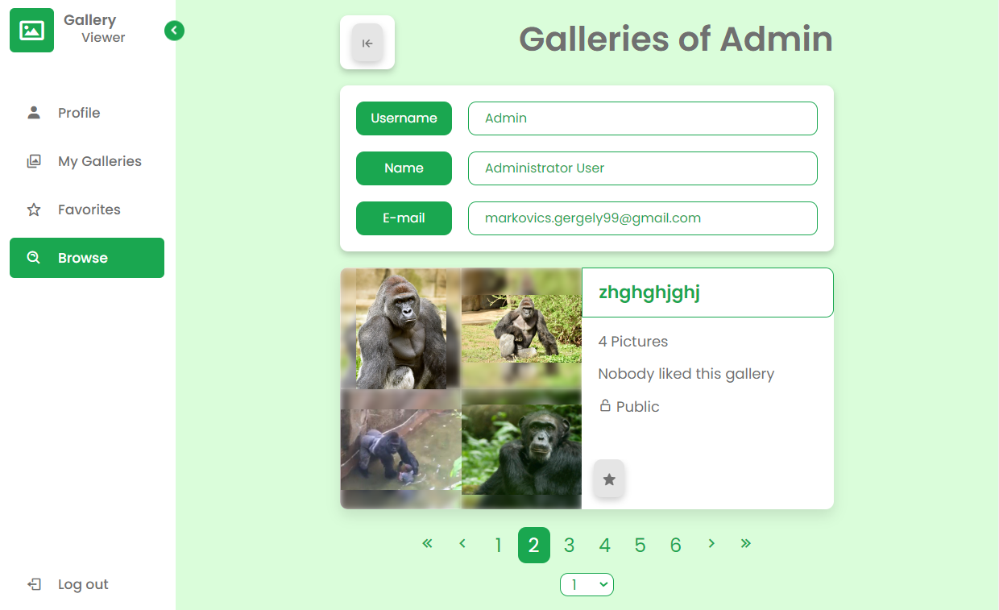 Gallery
Viewer
Profile
My Galleries
Favorites
Browse
Log out
Galleries of Admin
Username Admin
Name Administrator User
E-mail markovics.gergely99@gmail.com
zhghghjghj
4 Pictures
Nobody liked this gallery
Public
« ‹ 1 2 3 4 5 6 › »
1